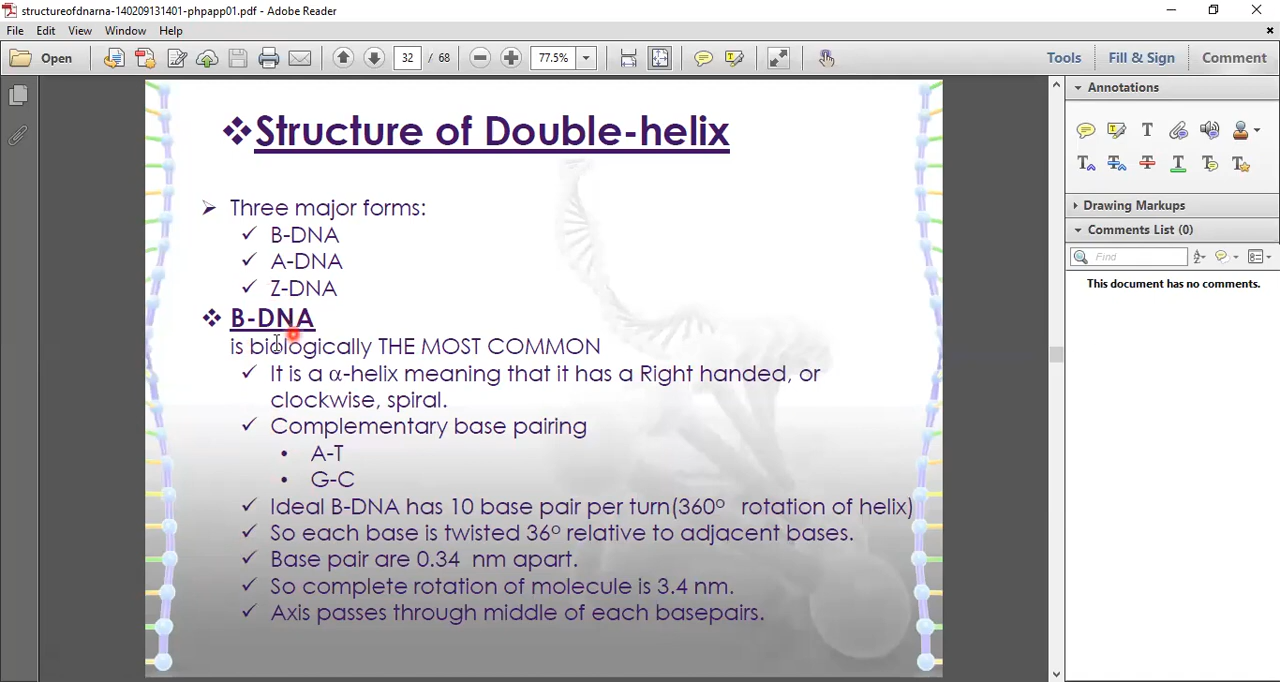 structureofdnarna-140209131401-phpapp01.pdf - Adobe Reader
File Edit View Window Help
Open 32 / 68 77.5% Tools Fill & Sign Comment
Annotations
Drawing Markups
Comments List (0)
Find
This document has no comments.
Structure of Double-helix
Three major forms:
B-DNA
A-DNA
Z-DNA
B-DNA
is biologically THE MOST COMMON
It is a α-helix meaning that it has a Right handed, or
clockwise, spiral.
Complementary base pairing
A-T
G-C
Ideal B-DNA has 10 base pair per turn(360° rotation of helix)
So each base is twisted 36° relative to adjacent bases.
Base pair are 0.34 nm apart.
So complete rotation of molecule is 3.4 nm.
Axis passes through middle of each basepairs.